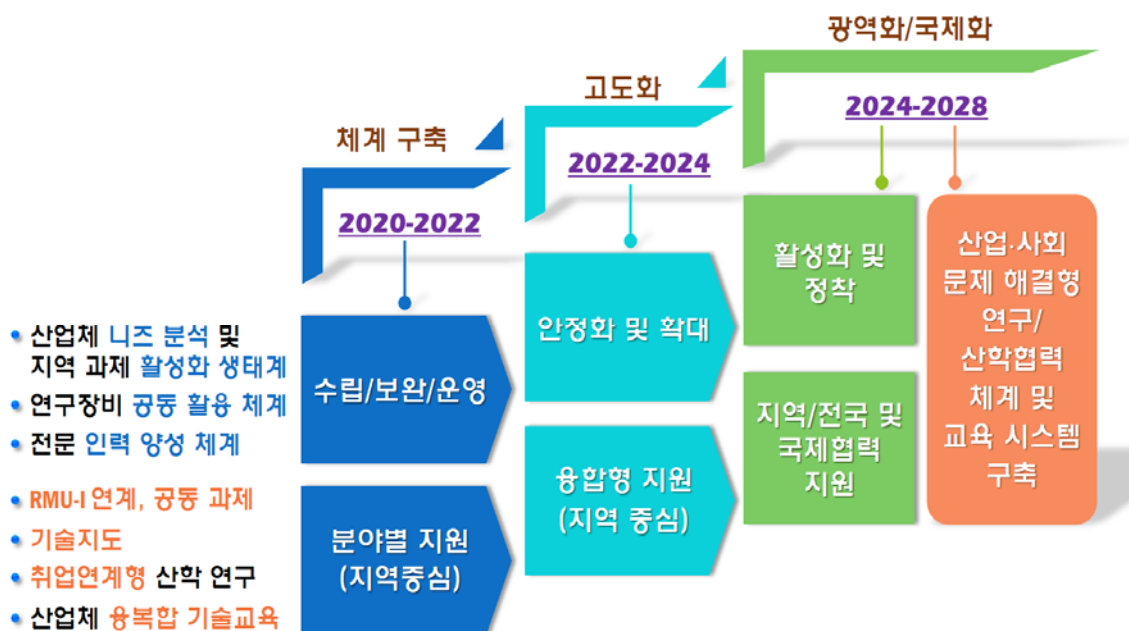 광역화/국제화
고도화
2024-2028
체계 구축
2022-2024
2020-2022
산업·사회
문제 해결형
연구/
산학협력
체계 및
교육 시스템
구축
활성화 및
정착
안정화 및 확대
수립/보완/운영
• 산업체 니즈 분석 및
지역 과제 활성화 생태계
• 연구장비 공동 활용 체계
• 전문 인력 양성 체계
지역/전국 및
국제협력
지원
융합형 지원
(지역 중심)
분야별 지원
(지역중심)
• RMU-I 연계, 공동 과제
• 기술지도
• 취업연계형 산학 연구
• 산업체 융복합 기술교육